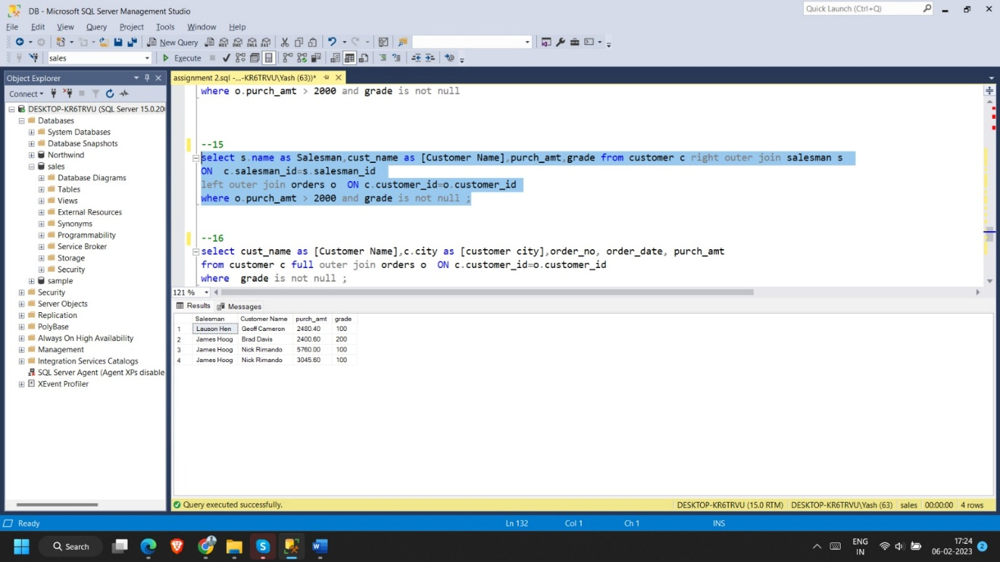 DB - Microsoft SQL Server Management Studio
Quick Launch (Ctrl+Q)
File Edit View Query Project Tools Window Help
New Query
sales
Execute
Object Explorer
Connect
DESKTOP-KR6TRVU (SQL Server 15.0.200
Databases
System Databases
Database Snapshots
Northwind
sales
Database Diagrams
Tables
Views
External Resources
Synonyms
Programmability
Service Broker
Storage
Security
sample
Security
Server Objects
Replication
PolyBase
Always On High Availability
Management
Integration Services Catalogs
SQL Server Agent (Agent XPs disable
XEvent Profiler
assignment 2.sql -...-KR6TRVU\Yash (63))*
where o.purch_amt > 2000 and grade is not null
--15
select s.name as Salesman,cust_name as [Customer Name],purch_amt,grade from customer c right outer join salesman s
ON  c.salesman_id=s.salesman_id
left outer join orders o  ON c.customer_id=o.customer_id
where o.purch_amt > 2000 and grade is not null ;
--16
select cust_name as [Customer Name],c.city as [customer city],order_no, order_date, purch_amt
from customer c full outer join orders o  ON c.customer_id=o.customer_id
where  grade is not null ;
121 %
Results Messages
Salesman Customer Name purch_amt grade
1 Lauson Hen Geoff Cameron 2480.40 100
2 James Hoog Brad Davis 2400.60 200
3 James Hoog Nick Rimando 5760.00 100
4 James Hoog Nick Rimando 3045.60 100
Query executed successfully.
DESKTOP-KR6TRVU (15.0 RTM) DESKTOP-KR6TRVU\Yash (63) sales 00:00:00 4 rows
Ready
Ln 132 Col 1 Ch 1 INS
Search
ENG
IN
17:24
06-02-2023
2